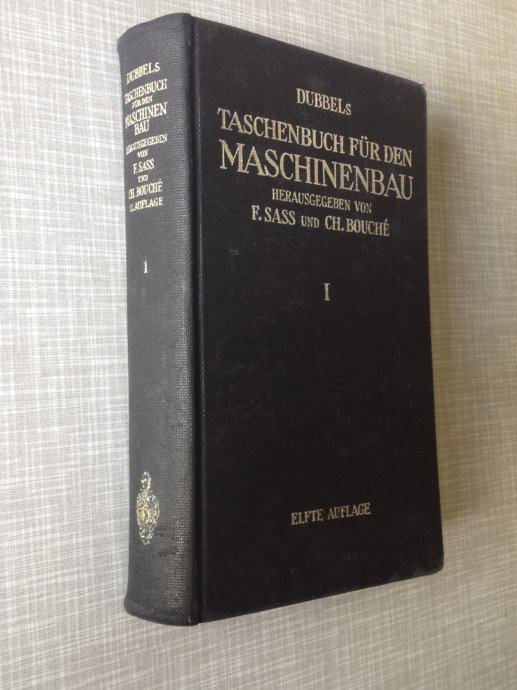 DUBBELS
TASCHENBUCH
FÜR DEN
MASCHINEN
BAU
HERAUSGEGEBEN
VON
F. SASS
UND
CH. BOUCHÉ
11. AUFLAGE
1
DUBBELS
TASCHENBUCH FÜR DEN
MASCHINENBAU
HERAUSGEGEBEN VON
F. SASS UND CH. BOUCHÉ
I
ELFTE AUFLAGE